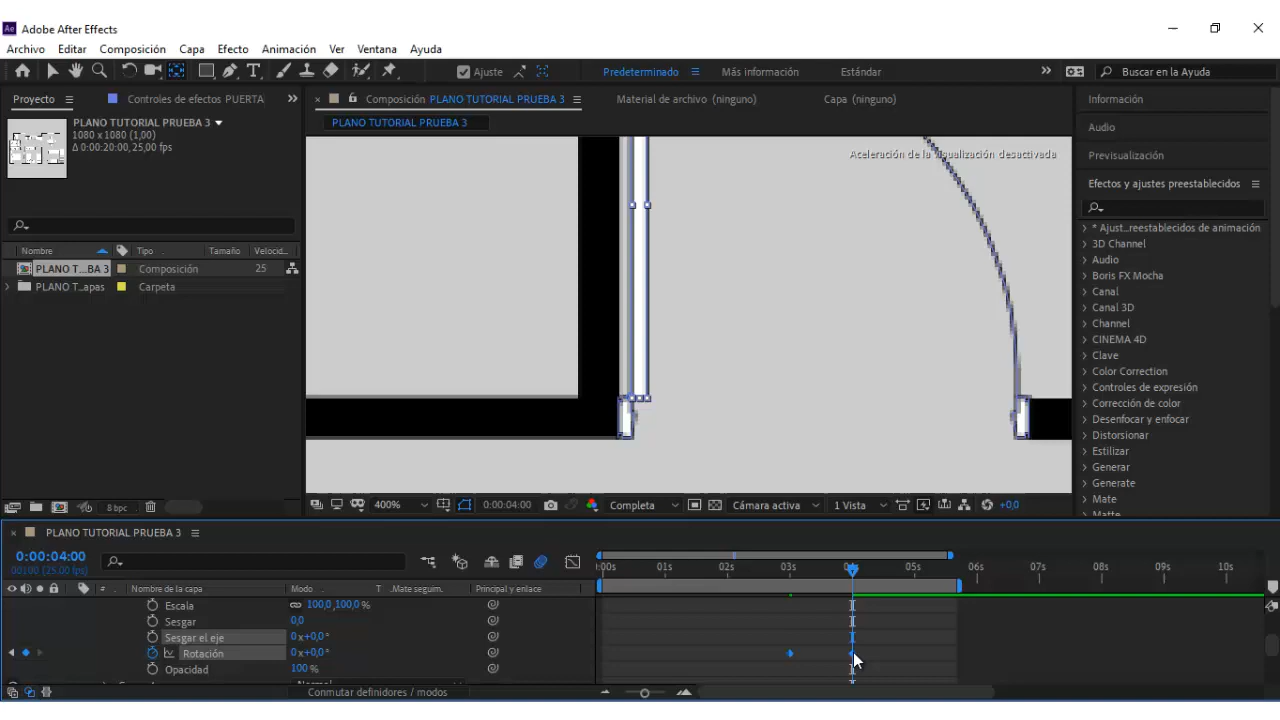 Ae Adobe After Effects
Archivo Editar Composición Capa Efecto Animación Ver Ventana Ayuda
Ajuste Predeterminado Más información Estándar Buscar en la Ayuda
Proyecto Controles de efectos PUERTA Composición PLANO TUTORIAL PRUEBA 3 Material de archivo (ninguno) Capa (ninguno)
PLANO TUTORIAL PRUEBA 3
1080 x 1080 (1,00)
Δ 0:00:20:00, 25,00 fps
PLANO TUTORIAL PRUEBA 3
Aceleración de la visualización desactivada
Nombre Tipo Tamaño Velocid...
PLANO T...BA 3 Composición 25
PLANO T...apas Carpeta
Información
Audio
Previsualización
Efectos y ajustes preestablecidos
* Ajust...reestablecidos de animación
3D Channel
Audio
Boris FX Mocha
Canal
Canal 3D
Channel
CINEMA 4D
Clave
Color Correction
Controles de expresión
Corrección de color
Desenfocar y enfocar
Distorsionar
Estilizar
Generar
Generate
Mate
Matte
8 bpc
400% 0:00:04:00 Completa Cámara activa 1 Vista +0,0
PLANO TUTORIAL PRUEBA 3
0:00:04:00
00100 (25.00 fps)
Nombre de la capa Modo T .Mate seguim. Principal y enlace
:00s 01s 02s 03s 04s 05s 06s 07s 08s 09s 10s
Escala 100,0,100,0 %
Sesgar 0,0
Sesgar el eje 0 x+0,0 °
Rotación 0 x+0,0 °
Opacidad 100 %
Conmutar definidores / modos